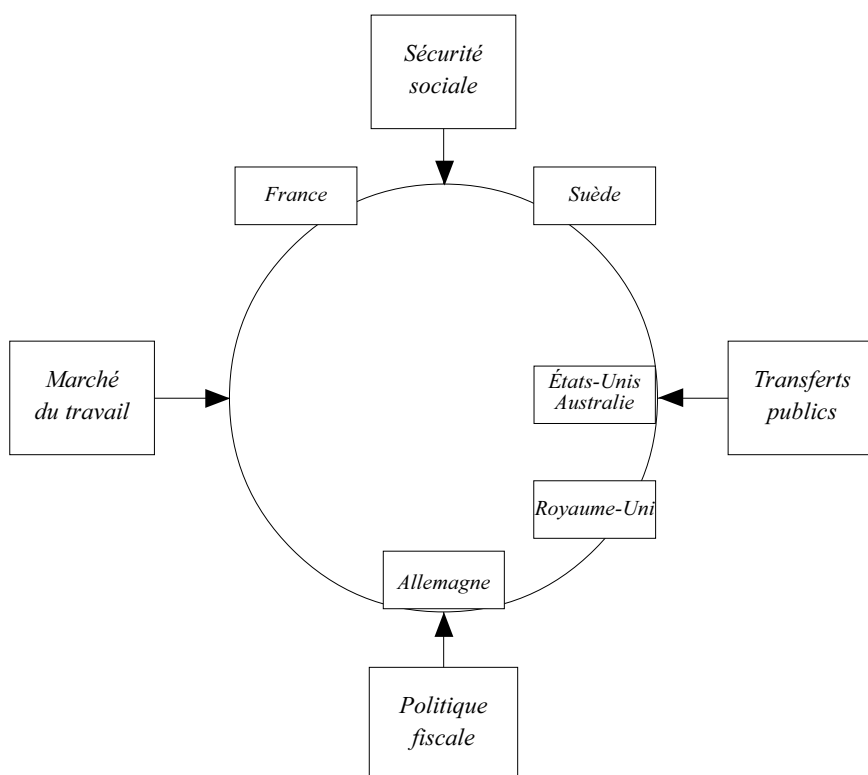 Sécurité
sociale
France
Suède
Marché
du travail
États-Unis
Australie
Transferts
publics
Royaume-Uni
Allemagne
Politique
fiscale